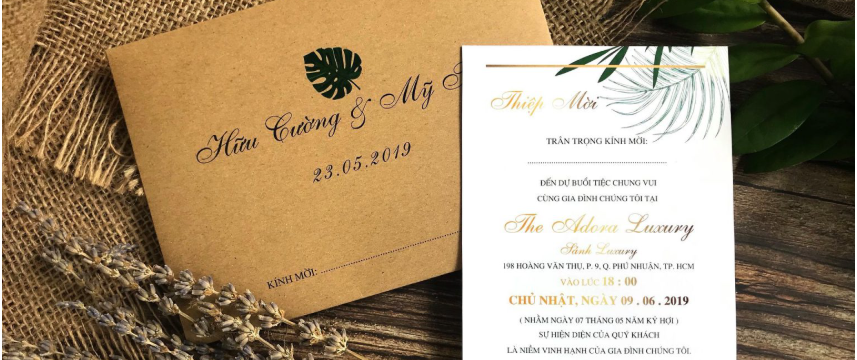 Hữu Cường & Mỹ
23.05.2019
KÍNH MỜI:
Thiệp Mời
TRÂN TRỌNG KÍNH MỜI:
ĐẾN DỰ BUỔI TIỆC CHUNG VUI
CÙNG GIA ĐÌNH CHÚNG TÔI TẠI
The Adora Luxury
Sảnh Luxury
198 HOÀNG VĂN THỤ, P. 9, Q. PHÚ NHUẬN, TP. HCM
VÀO LÚC 18 : 00
CHỦ NHẬT, NGÀY 09 . 06 . 2019
( NHẰM NGÀY 07 THÁNG 05 NĂM KỶ HỢI )
SỰ HIỆN DIỆN CỦA QUÝ KHÁCH
LÀ NIỀM VINH HẠNH CỦA GIA ĐÌNH CHÚNG TÔI.